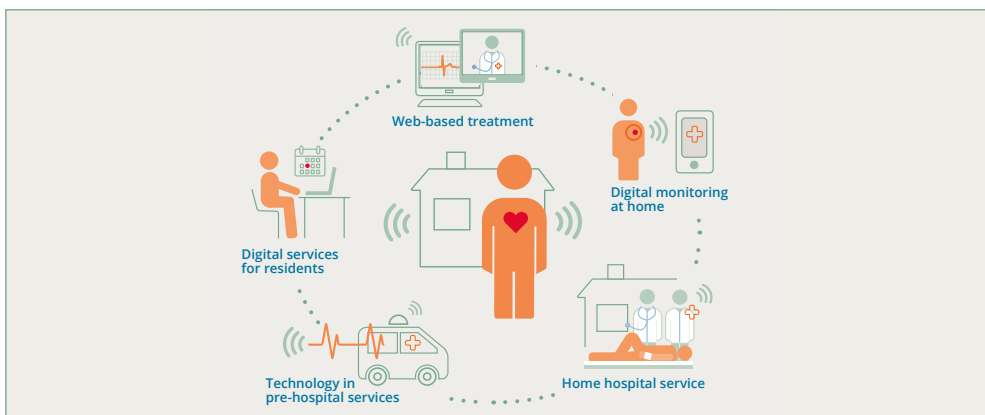 Web-based treatment
Digital monitoring
at home
Digital services
for residents
Technology in
pre-hospital services
Home hospital service